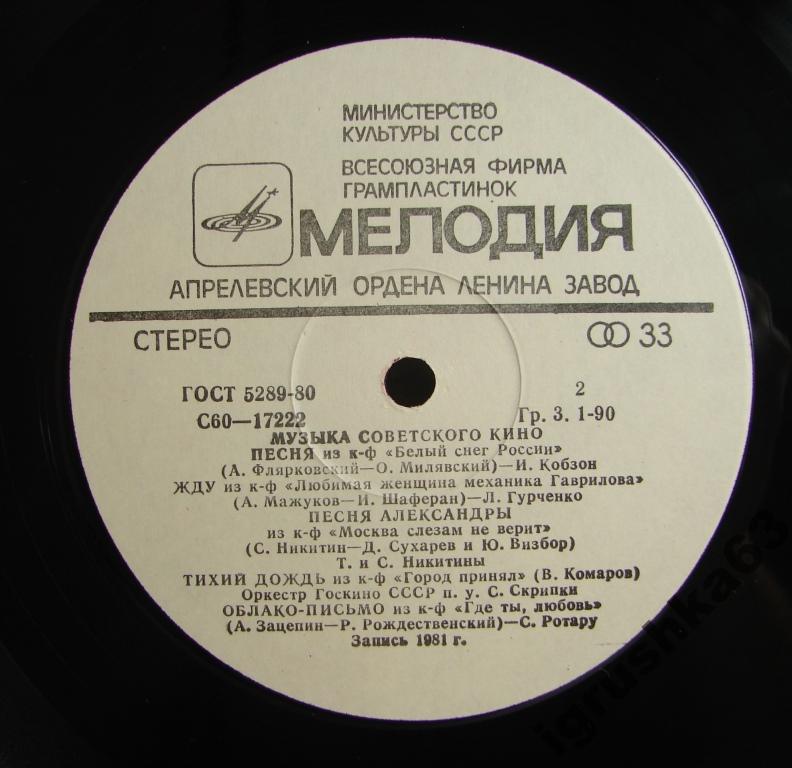 МИНИСТЕРСТВО
КУЛЬТУРЫ СССР
ВСЕСОЮЗНАЯ ФИРМА
ГРАМПЛАСТИНОК
МЕЛОДИЯ
АПРЕЛЕВСКИЙ ОРДЕНА ЛЕНИНА ЗАВОД
СТЕРЕО 33
ГОСТ 5289-80 2
С60—17222 Гр. 3. 1-90
МУЗЫКА СОВЕТСКОГО КИНО
ПЕСНЯ из к-ф «Белый снег России»
(А. Флярковский—О. Милявский)—И. Кобзон
ЖДУ из к-ф «Любимая женщина механика Гаврилова»
(А. Мажуков—И. Шаферан)—Л. Гурченко
ПЕСНЯ АЛЕКСАНДРЫ
из к-ф «Москва слезам не верит»
(С. Никитин—Д. Сухарев и Ю. Визбор)
Т. и С. Никитины
ТИХИЙ ДОЖДЬ из к-ф «Город принял» (В. Комаров)
Оркестр Госкино СССР п. у. С. Скрипки
ОБЛАКО-ПИСЬМО из к-ф «Где ты, любовь»
(А. Зацепин—Р. Рождественский)—С. Ротару
Запись 1981 г.
igrushka63